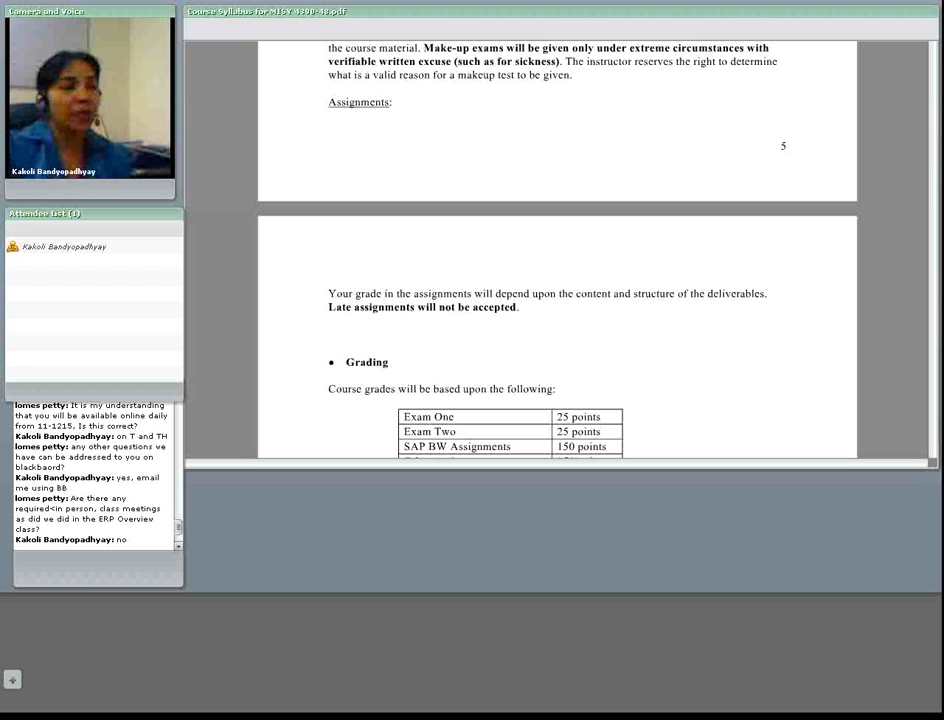 Camera and Voice
Kakoli Bandyopadhyay
Attendee List (1)
Kakoli Bandyopadhyay
lomes petty: It is my understanding
that you will be available online daily
from 11-1215, Is this correct?
Kakoli Bandyopadhyay: on T and TH
lomes petty: any other questions we
have can be addressed to you on
blackbaord?
Kakoli Bandyopadhyay: yes, email
me using BB
lomes petty: Are there any
required<in person, class meetings
as did we did in the ERP Overview
class?
Kakoli Bandyopadhyay: no
Course Syllabus for MISY 4300-48.pdf
the course material. Make-up exams will be given only under extreme circumstances with
verifiable written excuse (such as for sickness). The instructor reserves the right to determine
what is a valid reason for a makeup test to be given.
Assignments:
5
Your grade in the assignments will depend upon the content and structure of the deliverables.
Late assignments will not be accepted.
• Grading
Course grades will be based upon the following:
Exam One 25 points
Exam Two 25 points
SAP BW Assignments 150 points